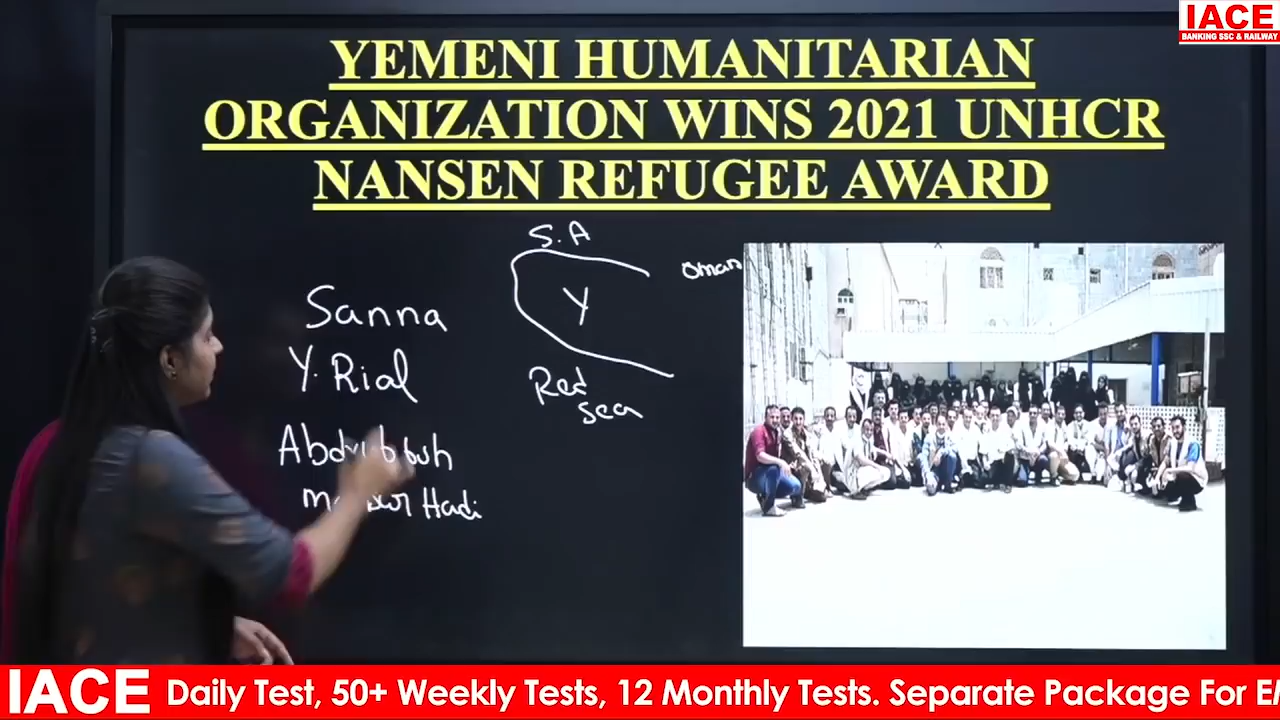 IACE
BANKING SSC & RAILWAY
YEMENI HUMANITARIAN
ORGANIZATION WINS 2021 UNHCR
NANSEN REFUGEE AWARD
S.A
Oman
Y
Sanna
Y. Rial
Red
Sea
Hadi
IACE Daily Test, 50+ Weekly Tests, 12 Monthly Tests. Separate Package For